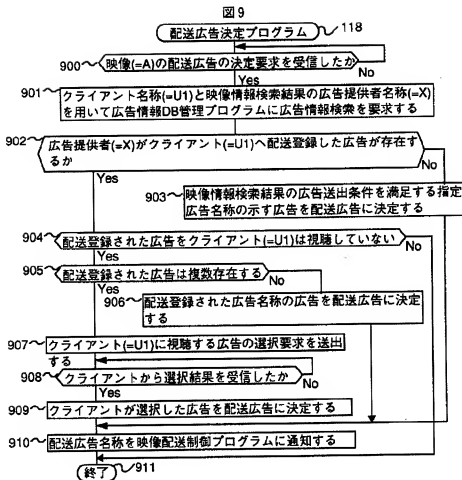 図9
配送広告決定プログラム
118
900
映像(=A)の配送広告の決定要求を受信したか
No
Yes
901
クライアント名称(=U1)と映像情報検索結果の広告提供者名称(=X)
を用いて広告情報DB管理プログラムに広告情報検索を要求する
902
広告提供者(=X)がクライアント(=U1)へ配送登録した広告が存在す
るか
No
Yes
903
映像情報検索結果の広告送出条件を満足する指定
広告名称の示す広告を配送広告に決定する
904
配送登録された広告をクライアント(=U1)は視聴していない
Yes
No
905
配送登録された広告は複数存在する
Yes
No
906
配送登録された広告名称の広告を配送広告に決定
する
907
クライアント(=U1)に視聴する広告の選択要求を送出
する
908
クライアントから選択結果を受信したか
No
Yes
909
クライアントが選択した広告を配送広告に決定する
910
配送広告名称を映像配送制御プログラムに通知する
終了
911